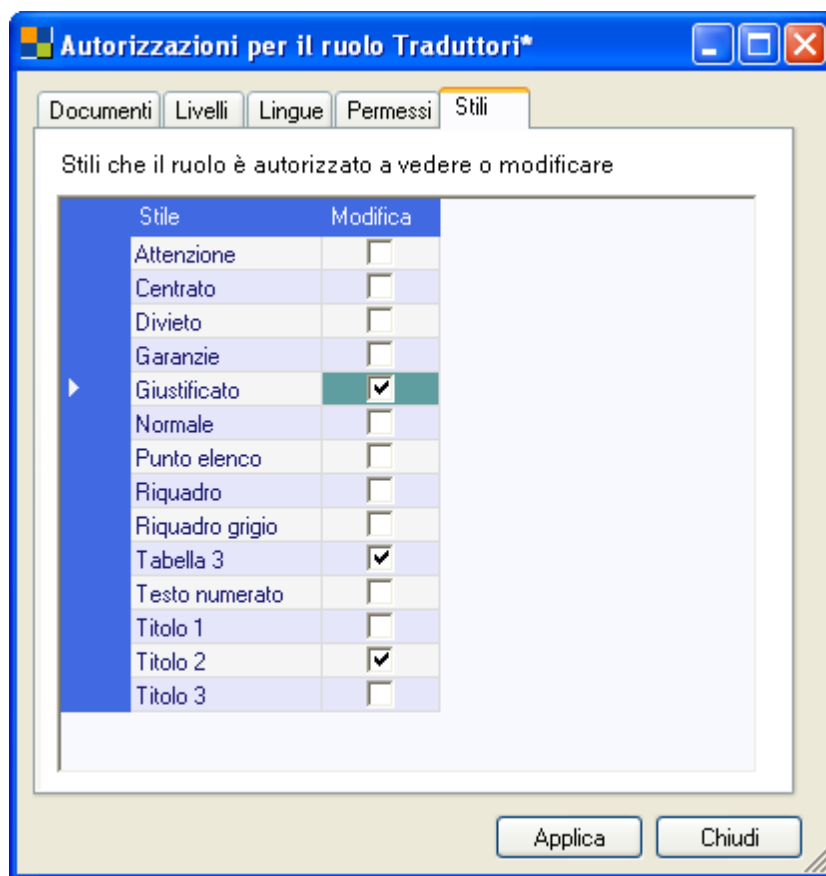 Autorizzazioni per il ruolo Traduttori*
Documenti Livelli Lingue Permessi Stili
Stili che il ruolo è autorizzato a vedere o modificare
Stile Modifica
Attenzione
Centrato
Divieto
Garanzie
Giustificato
Normale
Punto elenco
Riquadro
Riquadro grigio
Tabella 3
Testo numerato
Titolo 1
Titolo 2
Titolo 3
Applica Chiudi